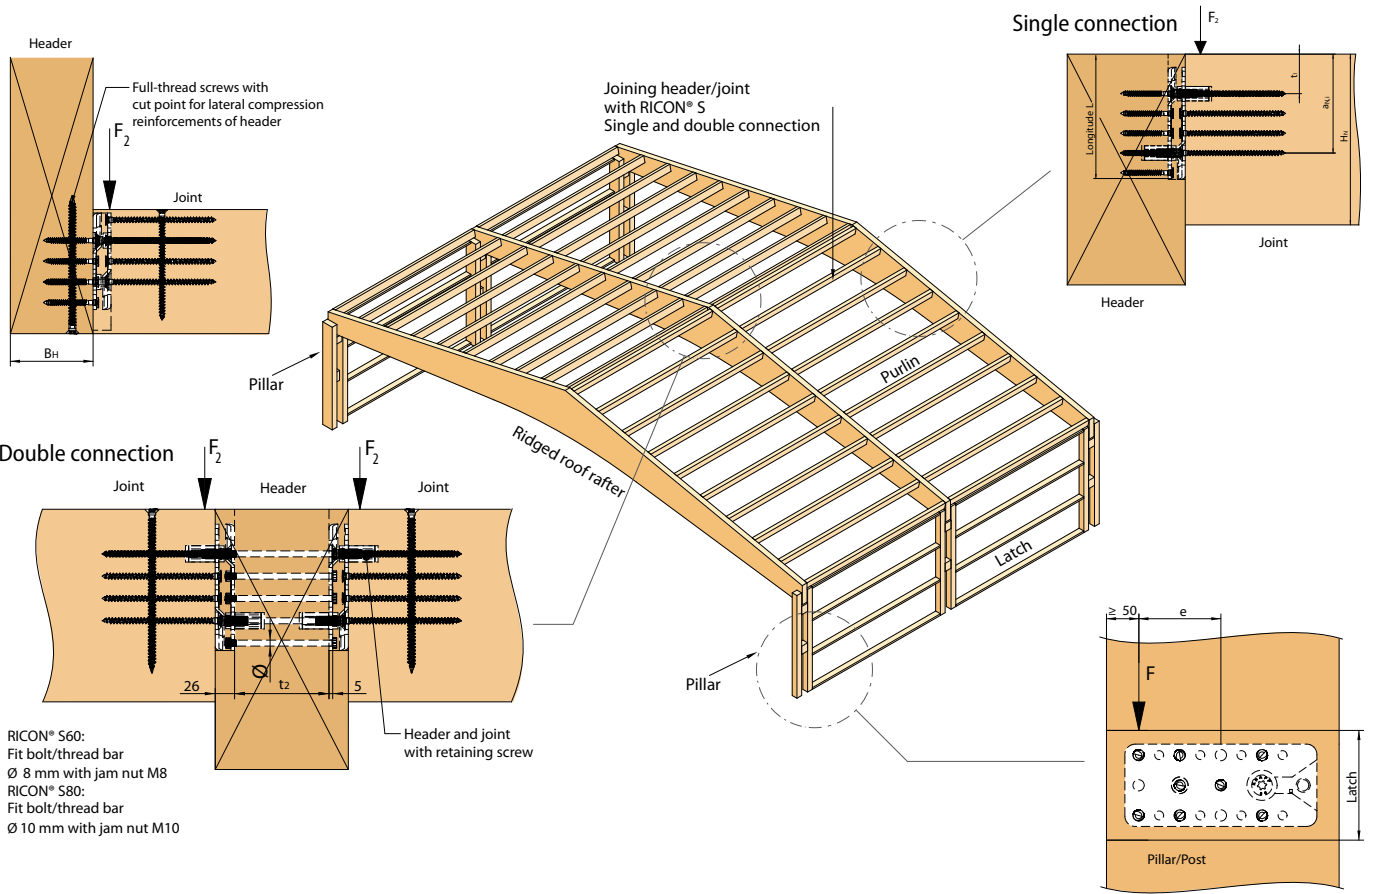 Header
Full-thread screws with
cut point for lateral compression
reinforcements of header
F2
Joint
BH
Single connection
F2
Longitude L
t1
aN,i
HN
Joint
Header
Joining header/joint
with RICON® S
Single and double connection
Pillar
Purlin
Ridged roof rafter
Latch
Pillar
Double connection
F2
F2
Joint
Header
Joint
Ø
26
t2
5
Header and joint
with retaining screw
RICON® S60:
Fit bolt/thread bar
Ø 8 mm with jam nut M8
RICON® S80:
Fit bolt/thread bar
Ø 10 mm with jam nut M10
≥ 50
e
F
Latch
Pillar/Post